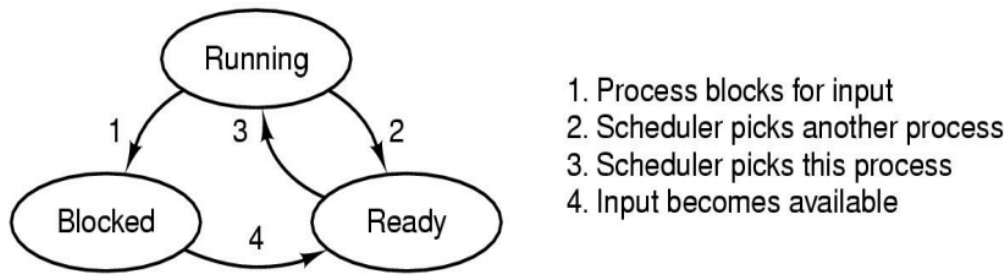 Running
1
3
2
Blocked
4
Ready
1. Process blocks for input
2. Scheduler picks another process
3. Scheduler picks this process
4. Input becomes available